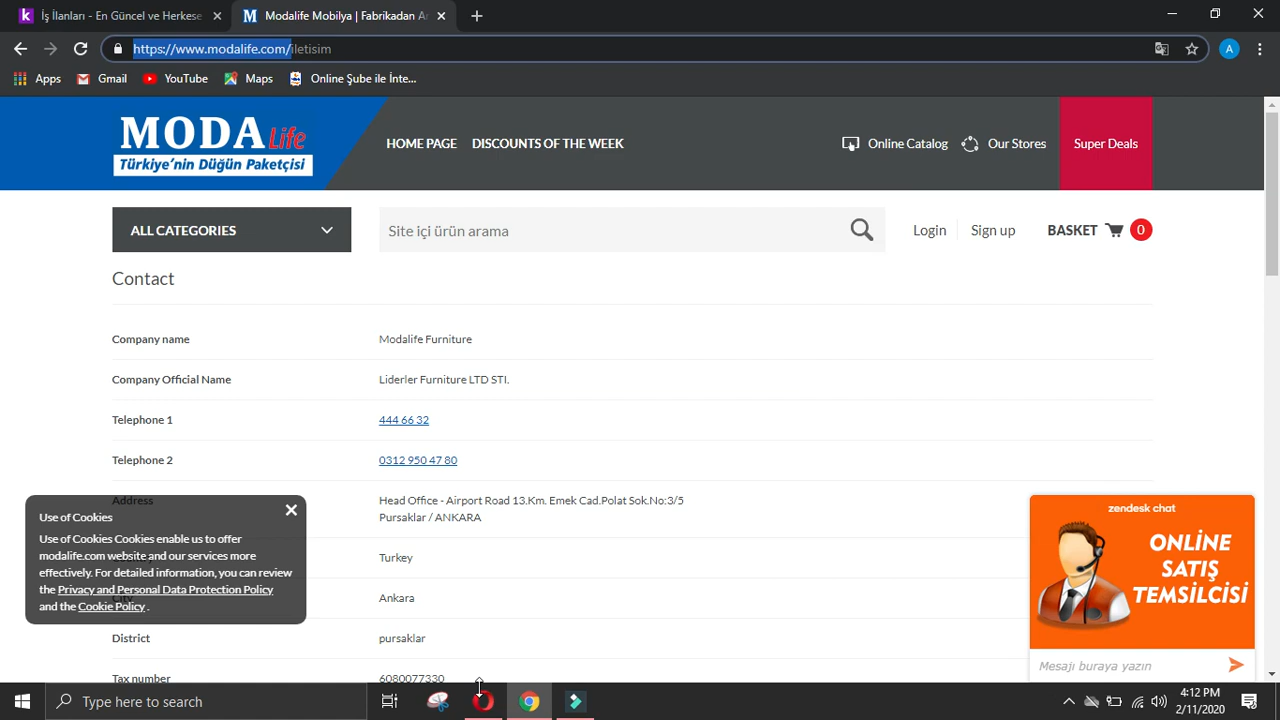 İş İlanları - En Güncel ve Herkese
Modalife Mobilya | Fabrikadan
https://www.modalife.com/iletisim
Apps
Gmail
YouTube
Maps
Online Şube ile İnte...
A
MODA Life
Türkiye'nin Düğün Paketçisi
HOME PAGE
DISCOUNTS OF THE WEEK
Online Catalog
Our Stores
Super Deals
ALL CATEGORIES
Site içi ürün arama
Login
Sign up
BASKET
0
Contact
Company name
Modalife Furniture
Company Official Name
Liderler Furniture LTD STI.
Telephone 1
444 66 32
Telephone 2
0312 950 47 80
Address
Head Office - Airport Road 13.Km. Emek Cad.Polat Sok.No:3/5
Pursaklar / ANKARA
Country
Turkey
City
Ankara
District
pursaklar
Tax number
6080077330
Use of Cookies
Use of Cookies Cookies enable us to offer
modalife.com website and our services more
effectively. For detailed information, you can review
the Privacy and Personal Data Protection Policy
and the Cookie Policy .
zendesk chat
ONLİNE
SATIŞ
TEMSİLCİSİ
Mesajı buraya yazın
Type here to search
4:12 PM
2/11/2020